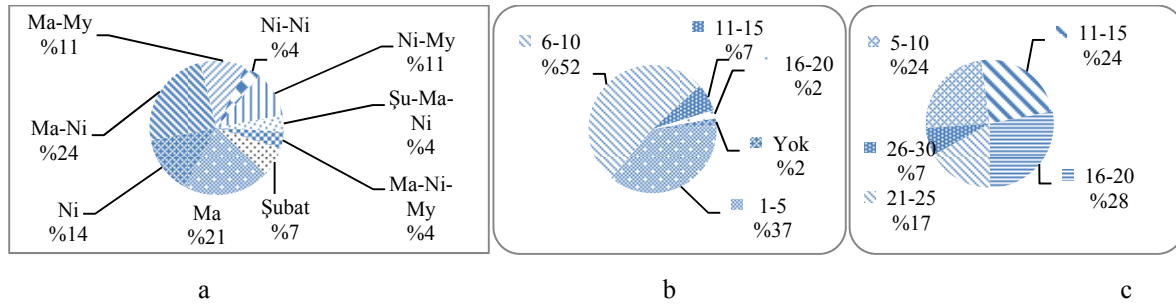 Ma-My
%11
Ni-Ni
%4
Ni-My
%11
Şu-Ma-
Ni
%4
Ma-Ni-
My
%4
Şubat
%7
Ma
%21
Ni
%14
Ma-Ni
%24
a
6-10
%52
11-15
%7
16-20
%2
Yok
%2
1-5
%37
b
5-10
%24
11-15
%24
26-30
%7
21-25
%17
16-20
%28
c